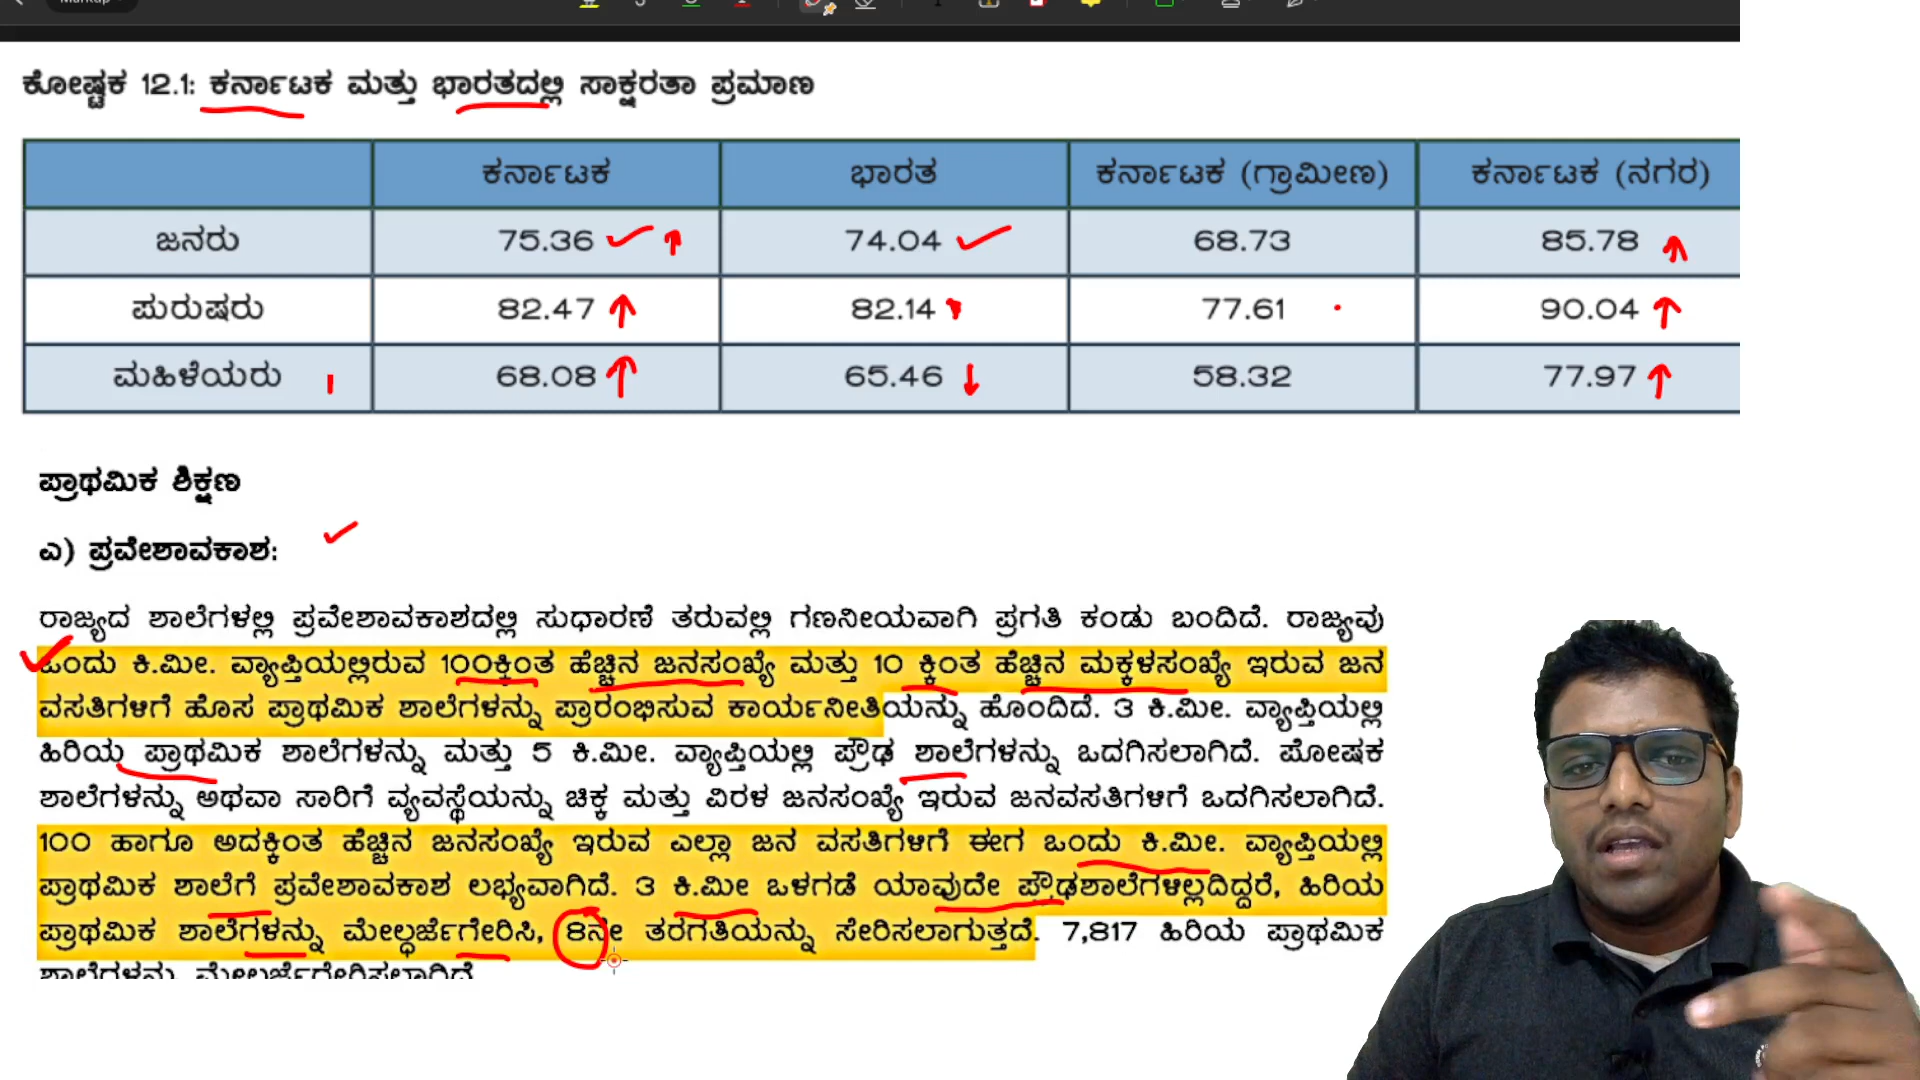 ಕೋಷ್ಟಕ 12.1: ಕರ್ನಾಟಕ ಮತ್ತು ಭಾರತದಲ್ಲಿ ಸಾಕ್ಷರತಾ ಪ್ರಮಾಣ
ಕರ್ನಾಟಕ ಭಾರತ ಕರ್ನಾಟಕ (ಗ್ರಾಮೀಣ) ಕರ್ನಾಟಕ (ನಗರ)
ಜನರು 75.36 74.04 68.73 85.78
ಪುರುಷರು 82.47 82.14 77.61 90.04
ಮಹಿಳೆಯರು 68.08 65.46 58.32 77.97
ಪ್ರಾಥಮಿಕ ಶಿಕ್ಷಣ
ಎ) ಪ್ರವೇಶಾವಕಾಶ:
ರಾಜ್ಯದ ಶಾಲೆಗಳಲ್ಲಿ ಪ್ರವೇಶಾವಕಾಶದಲ್ಲಿ ಸುಧಾರಣೆ ತರುವಲ್ಲಿ ಗಣನೀಯವಾಗಿ ಪ್ರಗತಿ ಕಂಡು ಬಂದಿದೆ. ರಾಜ್ಯವು
ಒಂದು ಕಿ.ಮೀ. ವ್ಯಾಪ್ತಿಯಲ್ಲಿರುವ 100ಕ್ಕಿಂತ ಹೆಚ್ಚಿನ ಜನಸಂಖ್ಯೆ ಮತ್ತು 10 ಕ್ಕಿಂತ ಹೆಚ್ಚಿನ ಮಕ್ಕಳಸಂಖ್ಯೆ ಇರುವ ಜನ
ವಸತಿಗಳಿಗೆ ಹೊಸ ಪ್ರಾಥಮಿಕ ಶಾಲೆಗಳನ್ನು ಪ್ರಾರಂಭಿಸುವ ಕಾರ್ಯನೀತಿಯನ್ನು ಹೊಂದಿದೆ. 3 ಕಿ.ಮೀ. ವ್ಯಾಪ್ತಿಯಲ್ಲಿ
ಹಿರಿಯ ಪ್ರಾಥಮಿಕ ಶಾಲೆಗಳನ್ನು ಮತ್ತು 5 ಕಿ.ಮೀ. ವ್ಯಾಪ್ತಿಯಲ್ಲಿ ಪ್ರೌಢ ಶಾಲೆಗಳನ್ನು ಒದಗಿಸಲಾಗಿದೆ. ಪೋಷಕ
ಶಾಲೆಗಳನ್ನು ಅಥವಾ ಸಾರಿಗೆ ವ್ಯವಸ್ಥೆಯನ್ನು ಚಿಕ್ಕ ಮತ್ತು ವಿರಳ ಜನಸಂಖ್ಯೆ ಇರುವ ಜನವಸತಿಗಳಿಗೆ ಒದಗಿಸಲಾಗಿದೆ.
100 ಹಾಗೂ ಅದಕ್ಕಿಂತ ಹೆಚ್ಚಿನ ಜನಸಂಖ್ಯೆ ಇರುವ ಎಲ್ಲಾ ಜನ ವಸತಿಗಳಿಗೆ ಈಗ ಒಂದು ಕಿ.ಮೀ. ವ್ಯಾಪ್ತಿಯಲ್ಲಿ
ಪ್ರಾಥಮಿಕ ಶಾಲೆಗೆ ಪ್ರವೇಶಾವಕಾಶ ಲಭ್ಯವಾಗಿದೆ. 3 ಕಿ.ಮೀ ಒಳಗಡೆ ಯಾವುದೇ ಪ್ರೌಢಶಾಲೆಗಳಲ್ಲದಿದ್ದರೆ, ಹಿರಿಯ
ಪ್ರಾಥಮಿಕ ಶಾಲೆಗಳನ್ನು ಮೇಲ್ಧರ್ಜೆಗೇರಿಸಿ, 8ನೇ ತರಗತಿಯನ್ನು ಸೇರಿಸಲಾಗುತ್ತದೆ. 7,817 ಹಿರಿಯ ಪ್ರಾಥಮಿಕ